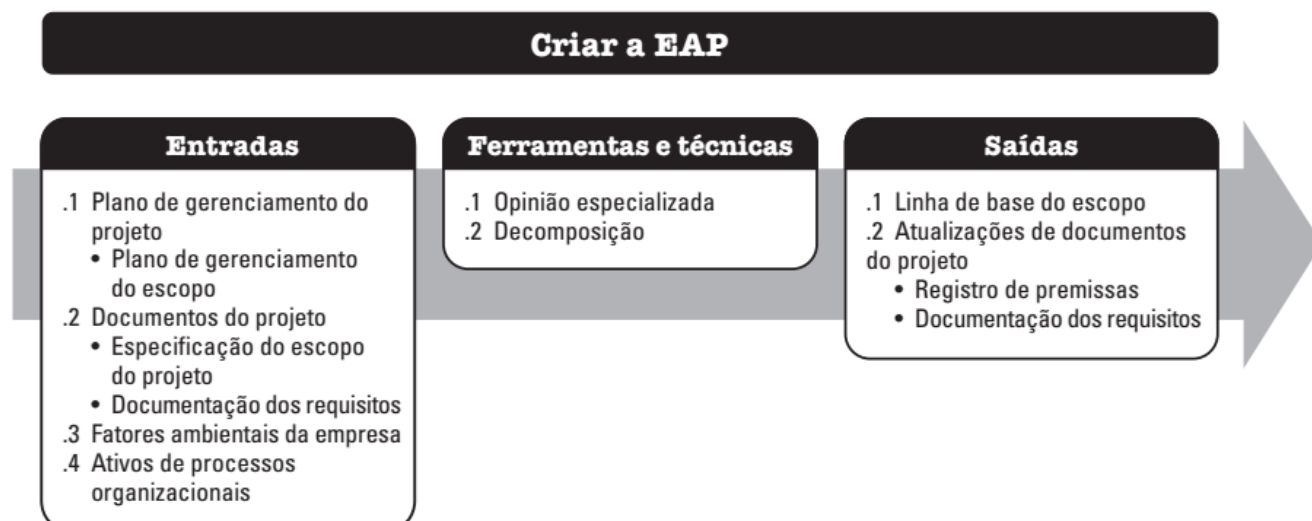 Criar a EAP
Entradas
.1 Plano de gerenciamento do
projeto
• Plano de gerenciamento
do escopo
.2 Documentos do projeto
• Especificação do escopo
do projeto
• Documentação dos requisitos
.3 Fatores ambientais da empresa
.4 Ativos de processos
organizacionais
Ferramentas e técnicas
.1 Opinião especializada
.2 Decomposição
Saídas
.1 Linha de base do escopo
.2 Atualizações de documentos
do projeto
• Registro de premissas
• Documentação dos requisitos